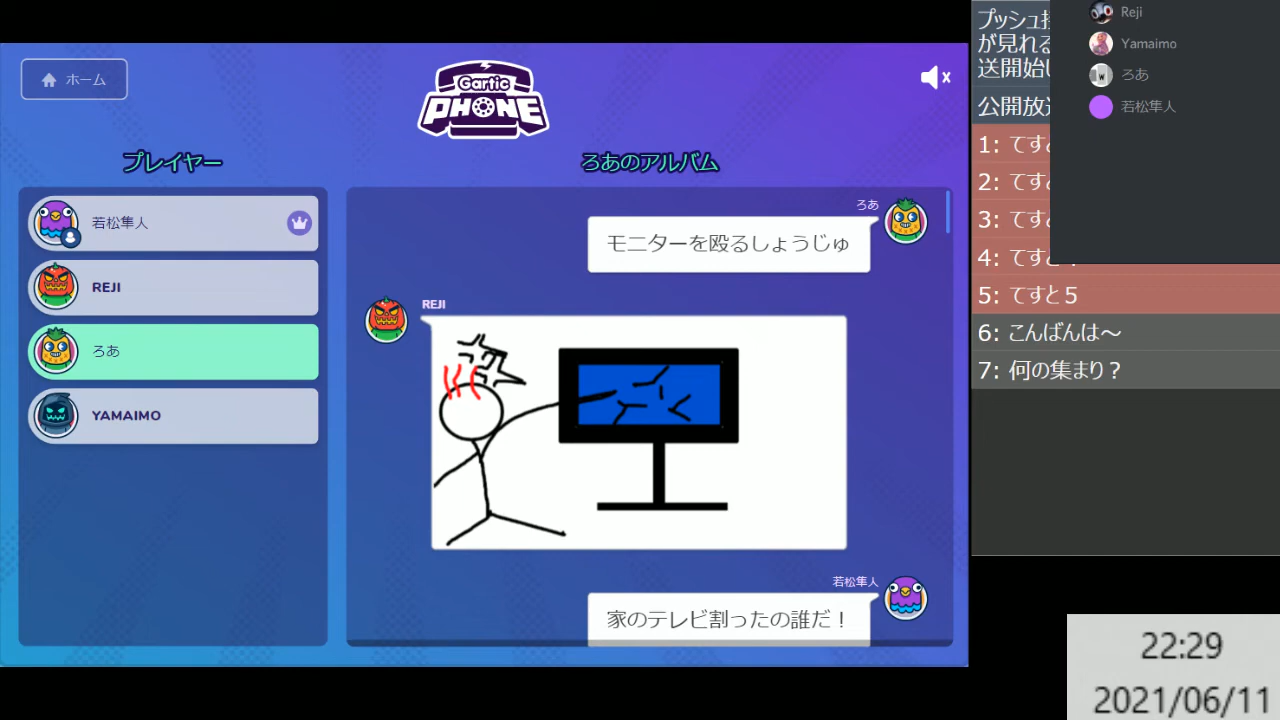 ホーム
Gartic
PHONE
プレイヤー
若松隼人
REJI
ろあ
YAMAIMO
ろあのアルバム
ろあ
モニターを殴るしょうじゅ
REJI
若松隼人
家のテレビ割ったの誰だ！
プッシュ
が見れる
送開始
公開放
1: てす
2: てす
3: てす
4: てす
5: てすと５
6: こんばんは～
7: 何の集まり？
Reji
Yamaimo
ろあ
若松隼人
22:29
2021/06/11